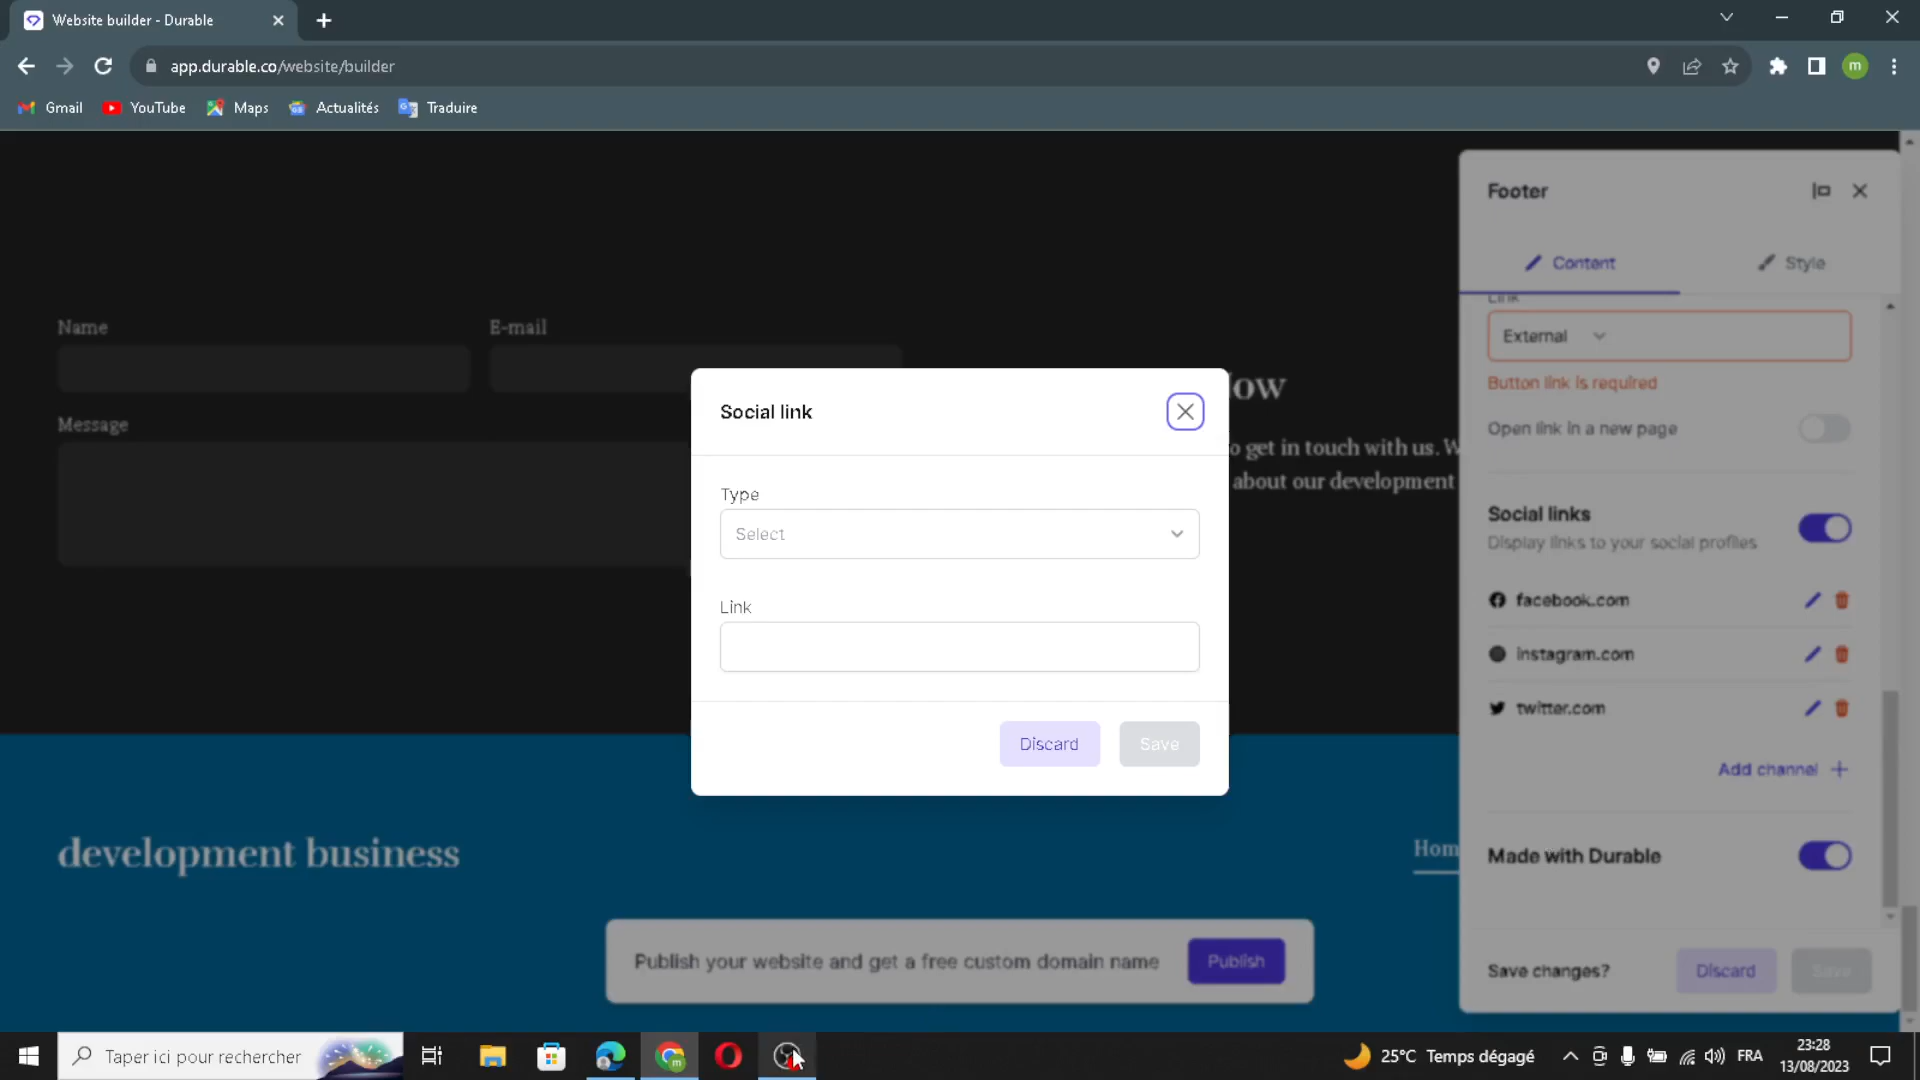 Website builder - Durable
app.durable.co/website/builder
m
Gmail YouTube Maps Actualités Traduire
Footer
Content Style
Link
External
Button link is required
Open link in a new page
Social links
Display links to your social profiles
facebook.com
instagram.com
twitter.com
Add channel
Made with Durable
Save changes? Discard Save
Name E-mail
Message
to get in touch with us. W
about our development
Social link
Type
Select
Link
Discard Save
development business
Hom
Publish your website and get a free custom domain name Publish
Taper ici pour rechercher
25°C Temps dégagé
FRA
23:28
13/08/2023